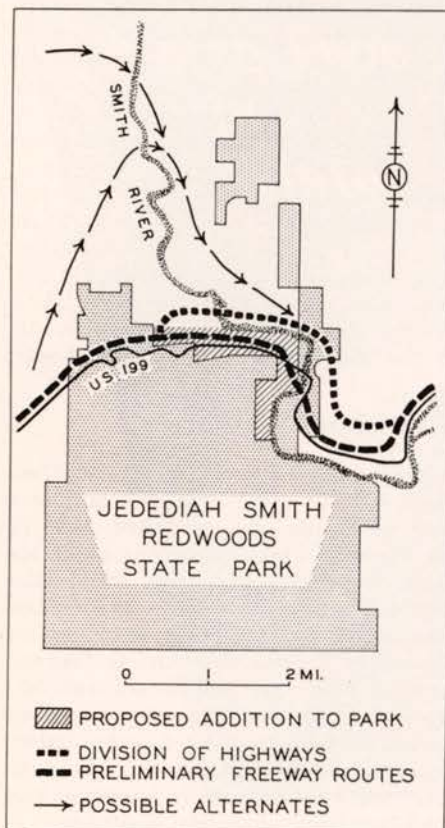 SMITH
RIVER
N
U.S. 199
JEDEDIAH SMITH
REDWOODS
STATE PARK
0 1 2 MI.
PROPOSED ADDITION TO PARK
DIVISION OF HIGHWAYS
PRELIMINARY FREEWAY ROUTES
POSSIBLE ALTERNATES